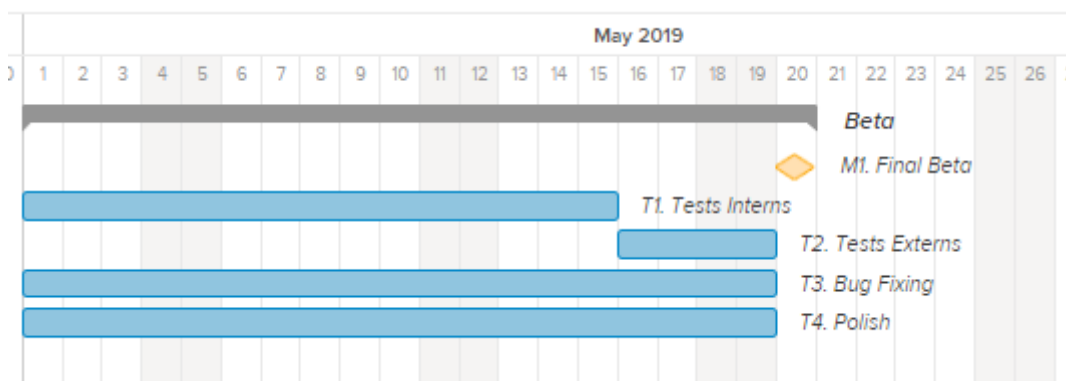 May 2019
1 2 3 4 5 6 7 8 9 10 11 12 13 14 15 16 17 18 19 20 21 22 23 24 25 26
Beta
M1. Final Beta
T1. Tests Interns
T2. Tests Externs
T3. Bug Fixing
T4. Polish